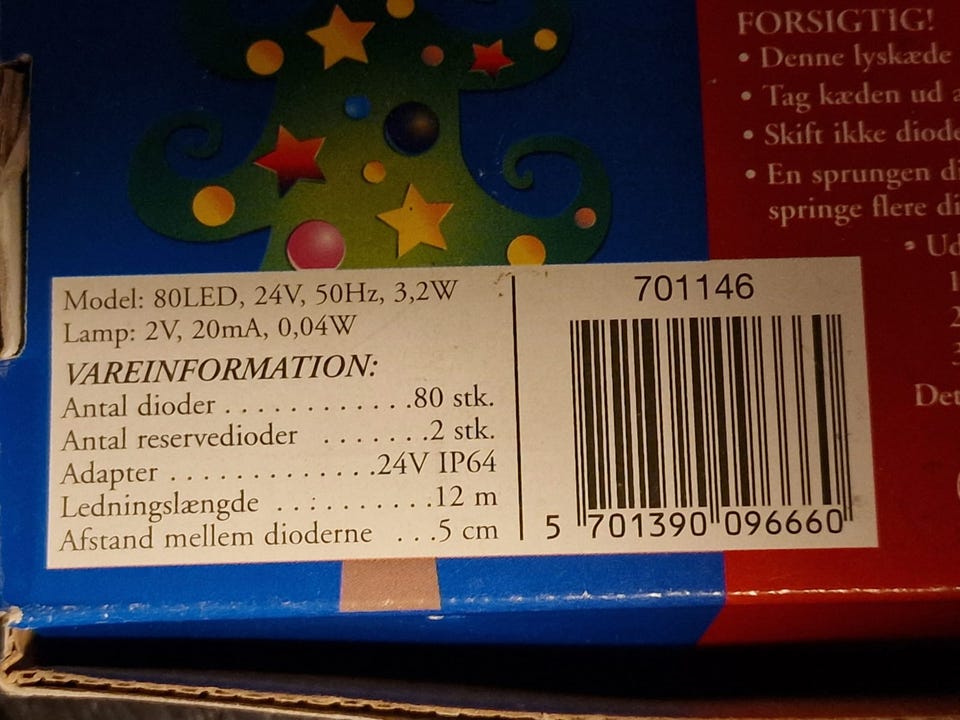 Model: 80LED, 24V, 50Hz, 3,2W
Lamp: 2V, 20mA, 0,04W
VAREINFORMATION:
Antal dioder . . . . . . . . . . . .80 stk.
Antal reservedioder . . . . . . .2 stk.
Adapter . . . . . . . . . . . . .24V IP64
Ledningslængde . . . . . . . . . .12 m
Afstand mellem dioderne . . .5 cm
701146
5 701390 096660
FORSIGTIG!
• Denne lyskæde
• Tag kæden ud
• Skift ikke
• En sprungen
springe flere